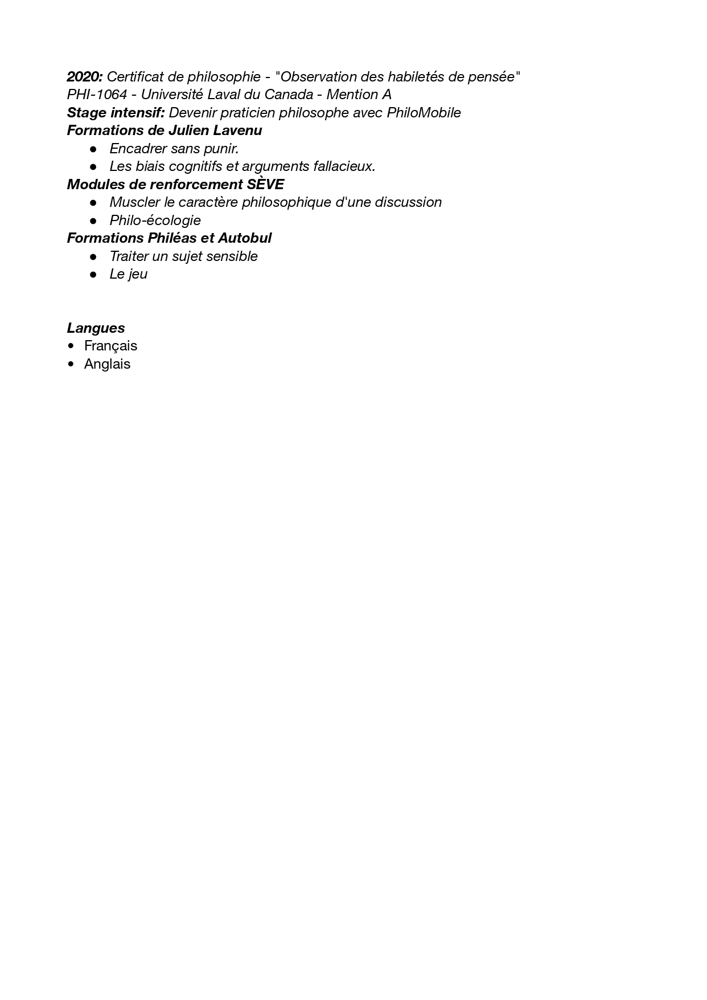 2020: Certificat de philosophie - "Observation des habiletés de pensée"
PHI-1064 - Université Laval du Canada - Mention A
Stage intensif: Devenir praticien philosophe avec PhiloMobile
Formations de Julien Lavenu
● Encadrer sans punir.
● Les biais cognitifs et arguments fallacieux.
Modules de renforcement SÈVE
● Muscler le caractère philosophique d'une discussion
● Philo-écologie
Formations Philéas et Autobul
● Traiter un sujet sensible
● Le jeu
Langues
• Français
• Anglais